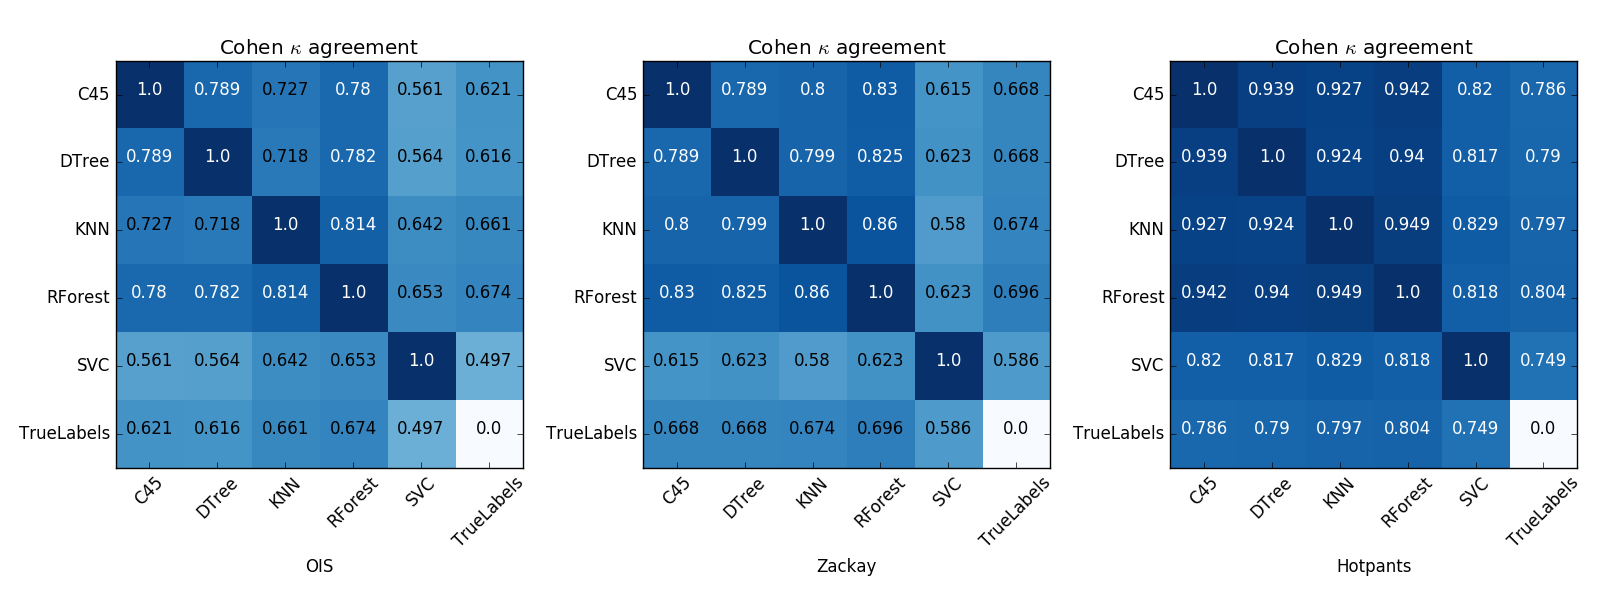 Cohen κ agreement
C45 1.0 0.789 0.727 0.78 0.561 0.621
DTree 0.789 1.0 0.718 0.782 0.564 0.616
KNN 0.727 0.718 1.0 0.814 0.642 0.661
RForest 0.78 0.782 0.814 1.0 0.653 0.674
SVC 0.561 0.564 0.642 0.653 1.0 0.497
TrueLabels 0.621 0.616 0.661 0.674 0.497 0.0
C45 DTree KNN RForest SVC TrueLabels
OIS
Cohen κ agreement
C45 1.0 0.789 0.8 0.83 0.615 0.668
DTree 0.789 1.0 0.799 0.825 0.623 0.668
KNN 0.8 0.799 1.0 0.86 0.58 0.674
RForest 0.83 0.825 0.86 1.0 0.623 0.696
SVC 0.615 0.623 0.58 0.623 1.0 0.586
TrueLabels 0.668 0.668 0.674 0.696 0.586 0.0
C45 DTree KNN RForest SVC TrueLabels
Zackay
Cohen κ agreement
C45 1.0 0.939 0.927 0.942 0.82 0.786
DTree 0.939 1.0 0.924 0.94 0.817 0.79
KNN 0.927 0.924 1.0 0.949 0.829 0.797
RForest 0.942 0.94 0.949 1.0 0.818 0.804
SVC 0.82 0.817 0.829 0.818 1.0 0.749
TrueLabels 0.786 0.79 0.797 0.804 0.749 0.0
C45 DTree KNN RForest SVC TrueLabels
Hotpants